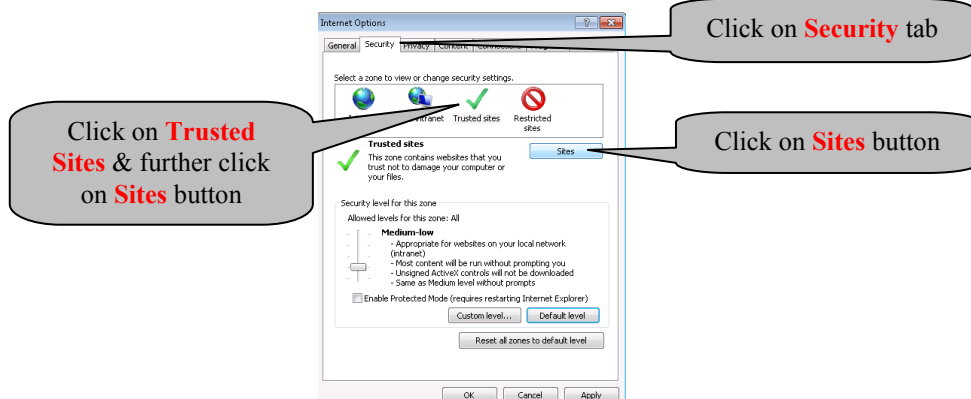 Internet Options
Click on Security tab
General Security Privacy Content Connections
Select a zone to view or change security settings.
Trusted sites Restricted
sites
Click on Trusted
Sites & further click
on Sites button
Trusted sites
This zone contains websites that you
trust not to damage your computer or
your files.
Sites
Click on Sites button
Security level for this zone
Allowed levels for this zone: All
Medium-low
- Appropriate for websites on your local network
(intranet)
- Most content will be run without prompting you
- Unsigned ActiveX controls will not be downloaded
- Same as Medium level without prompts
Enable Protected Mode (requires restarting Internet Explorer)
Custom level... Default level
Reset all zones to default level
OK Cancel Apply